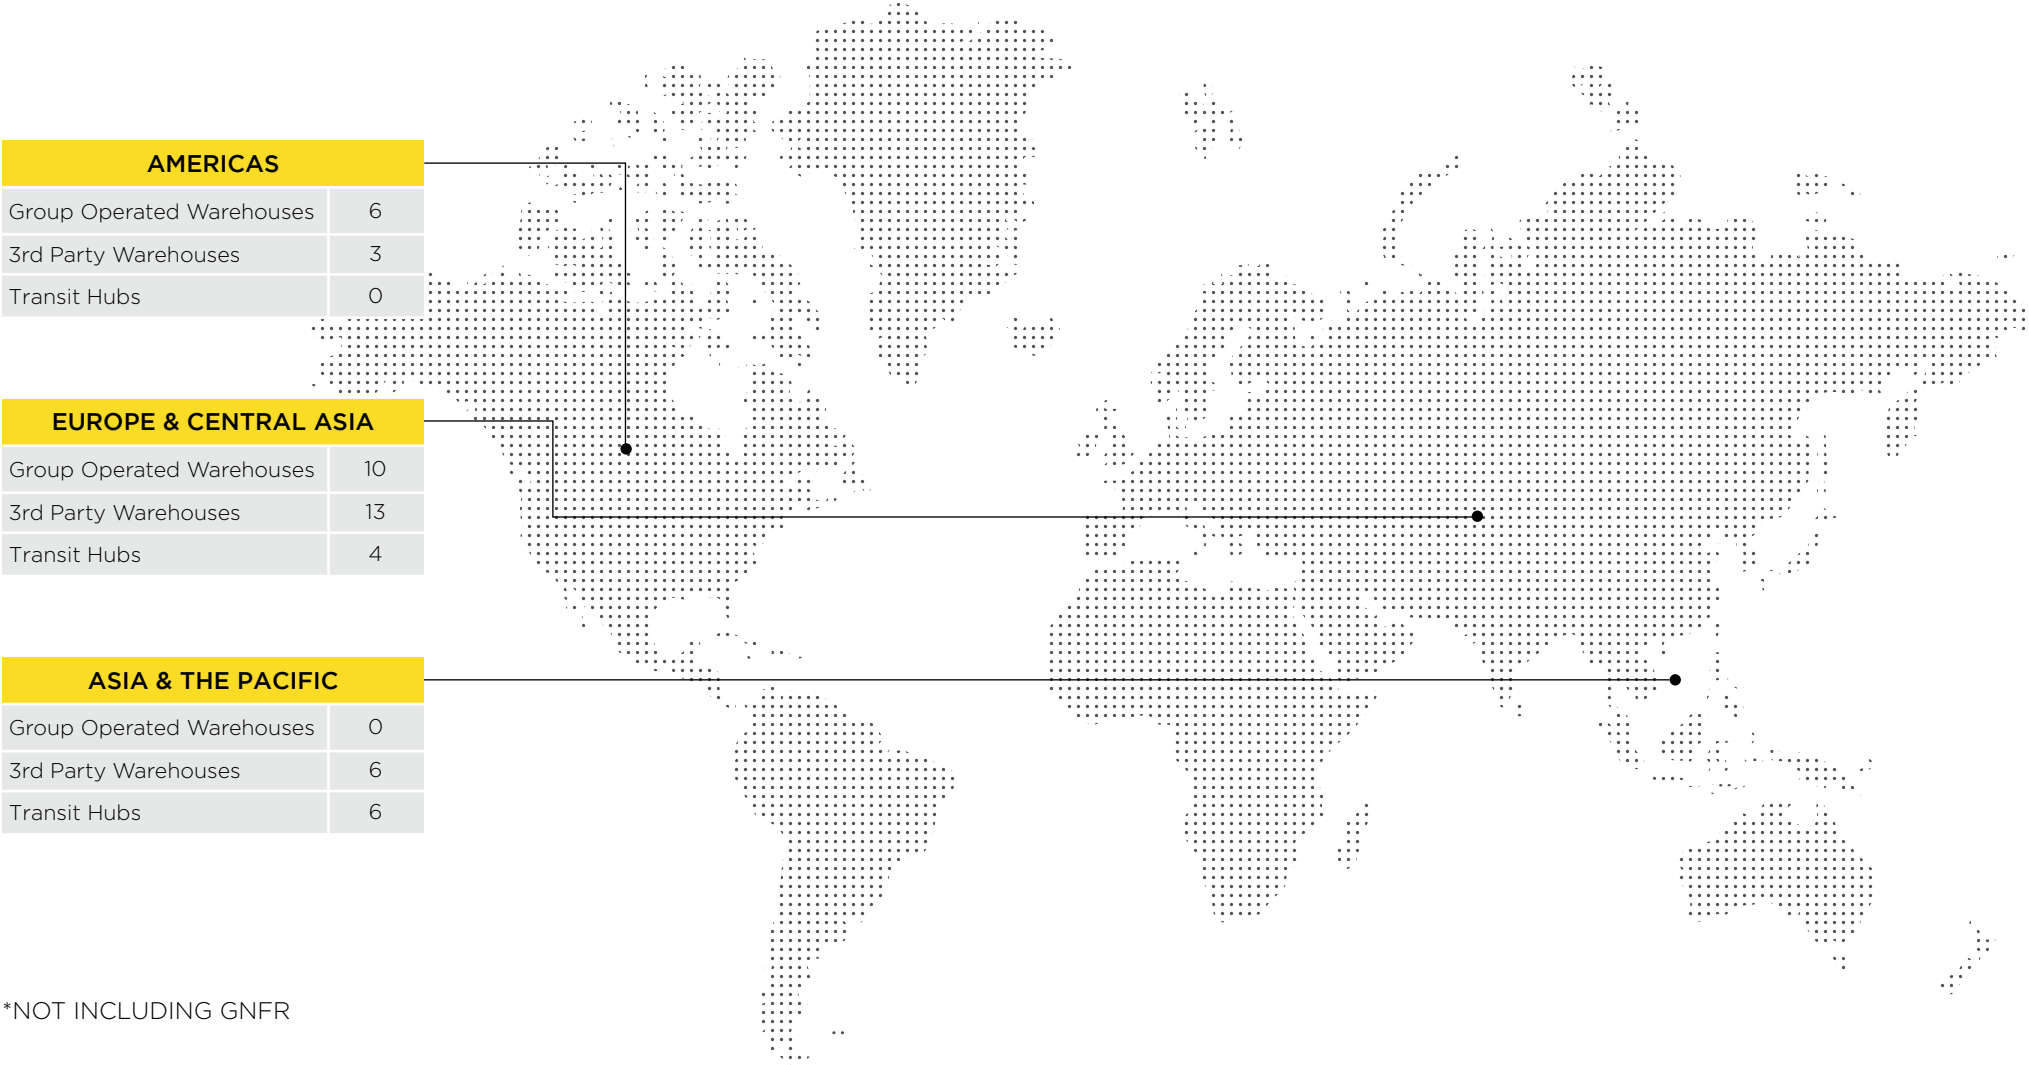 AMERICAS
Group Operated Warehouses 6
3rd Party Warehouses 3
Transit Hubs 0
EUROPE & CENTRAL ASIA
Group Operated Warehouses 10
3rd Party Warehouses 13
Transit Hubs 4
ASIA & THE PACIFIC
Group Operated Warehouses 0
3rd Party Warehouses 6
Transit Hubs 6
*NOT INCLUDING GNFR